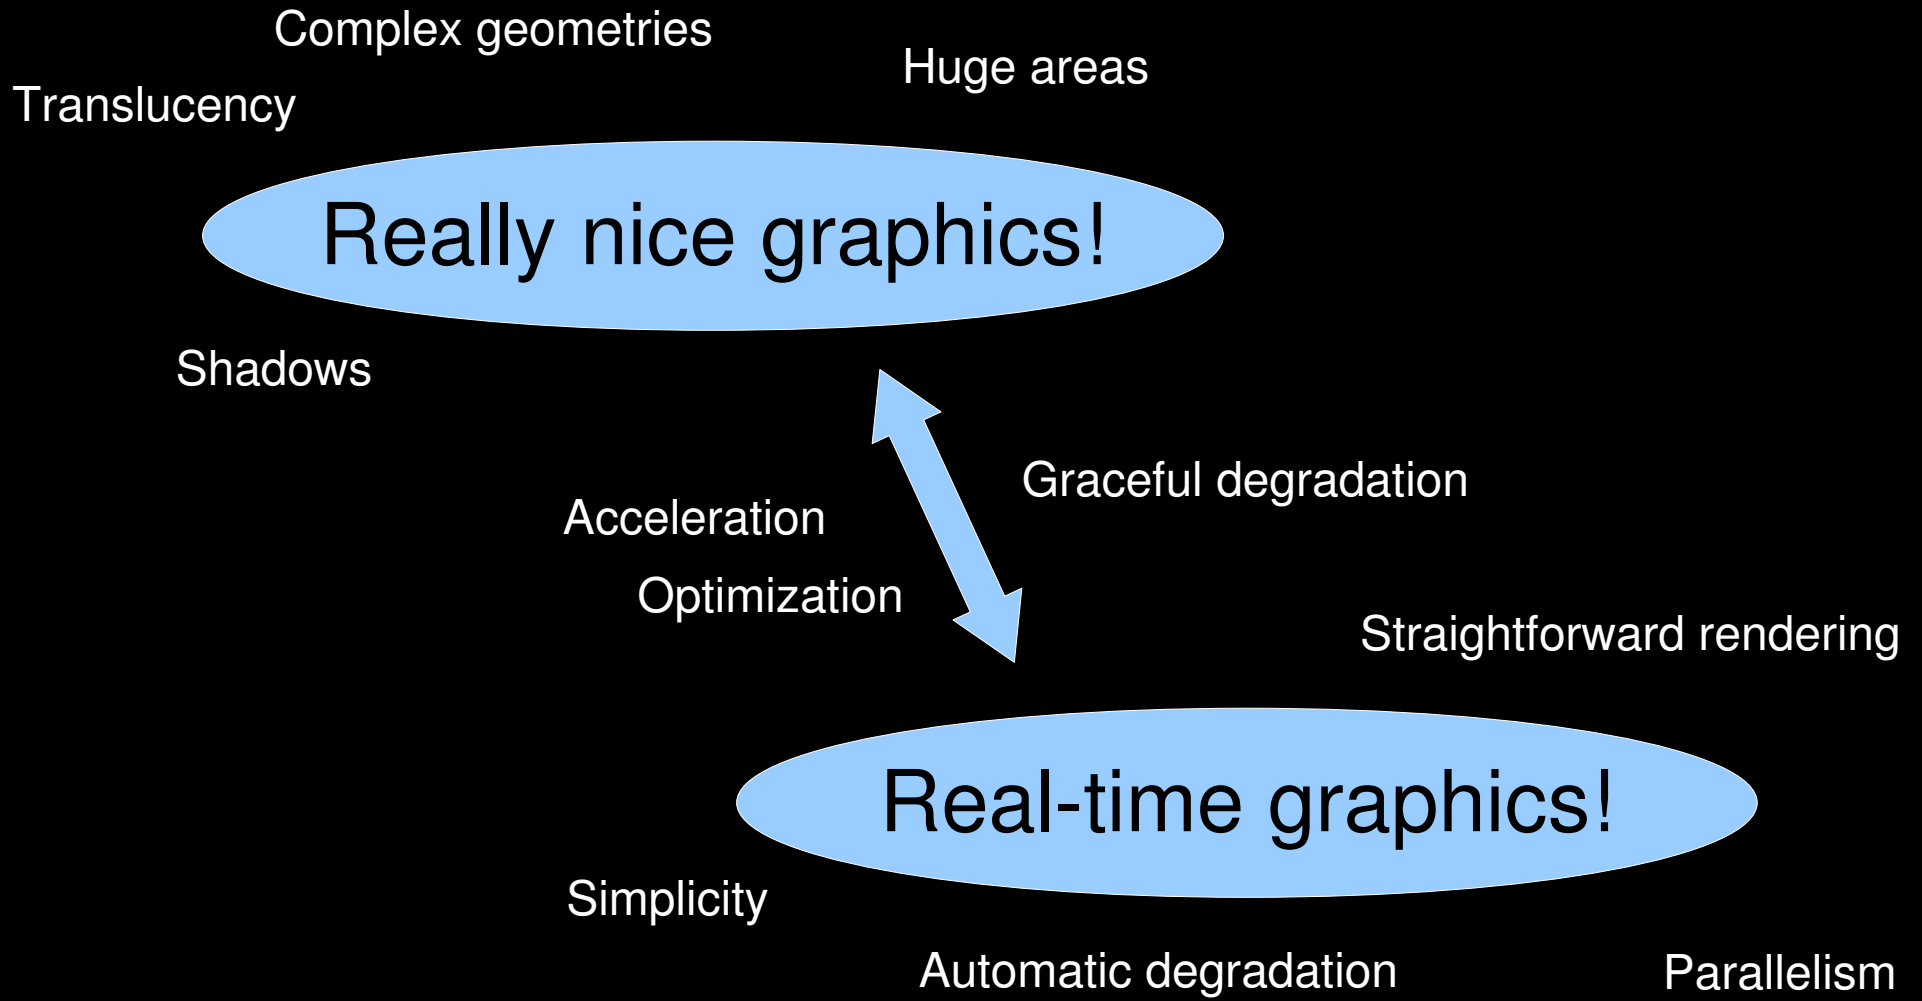 Complex geometries
Huge areas
Translucency
Really nice graphics!
Shadows
Graceful degradation
Acceleration
Optimization
Straightforward rendering
Real-time graphics!
Simplicity
Automatic degradation
Parallelism